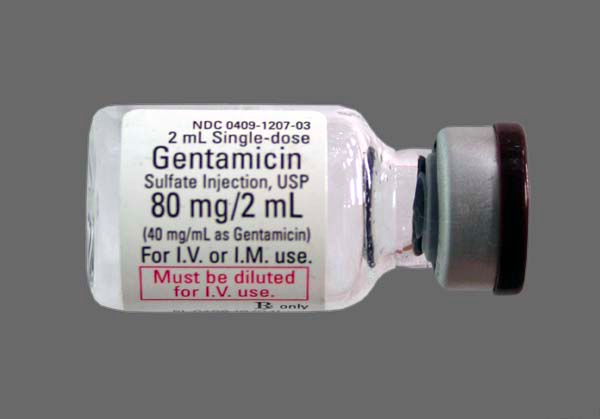 NDC 0409-1207-03
2 mL Single-dose
Gentamicin
Sulfate Injection, USP
80 mg/2 mL
(40 mg/mL as Gentamicin)
For I.V. or I.M. use.
Must be diluted
for I.V. use.
℞ only